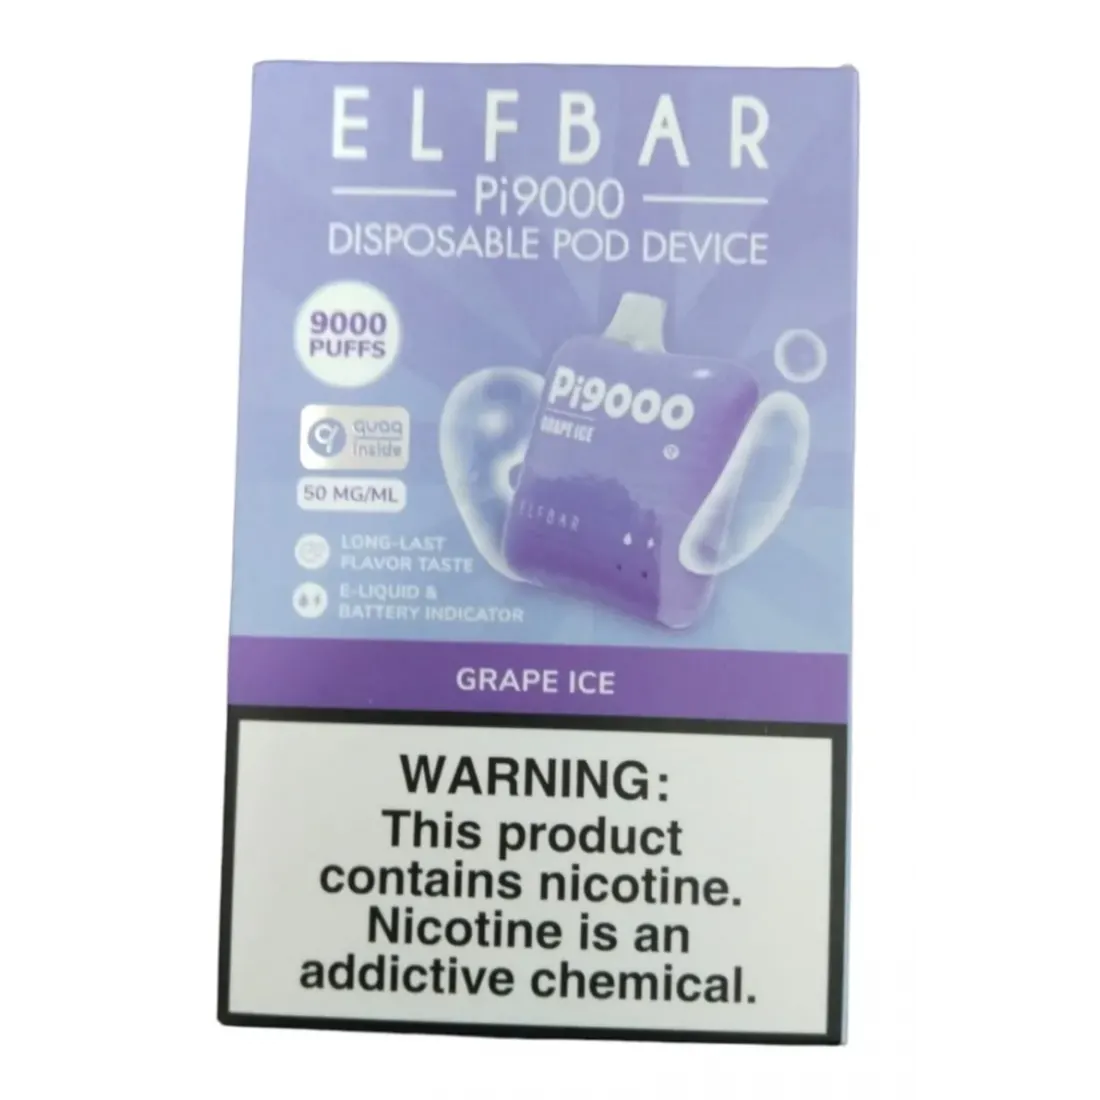 ELFBAR
Pi9000
DISPOSABLE POD DEVICE
9000
PUFFS
quaq
inside
50 MG/ML
LONG-LAST
FLAVOR TASTE
E-LIQUID &
BATTERY INDICATOR
Pi9000
GRAPE ICE
ELFBAR
GRAPE ICE
WARNING:
This product
contains nicotine.
Nicotine is an
addictive chemical.